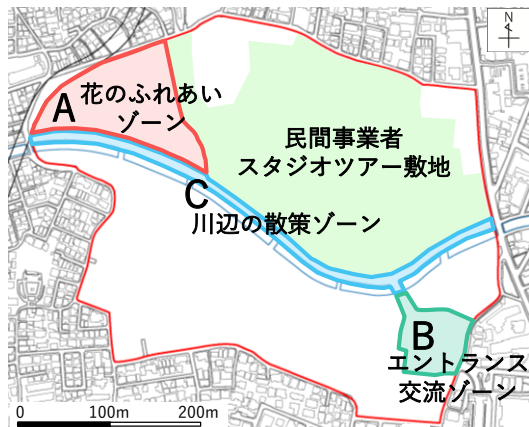 N
A
花のふれあい
ゾーン
民間事業者
スタジオツアー敷地
C
川辺の散策ゾーン
B
エントランス
交流ゾーン
0 100m 200m